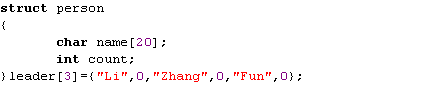 struct person
{
char name[20];
int count;
}leader[3]={"Li",0,"Zhang",0,"Fun",0};